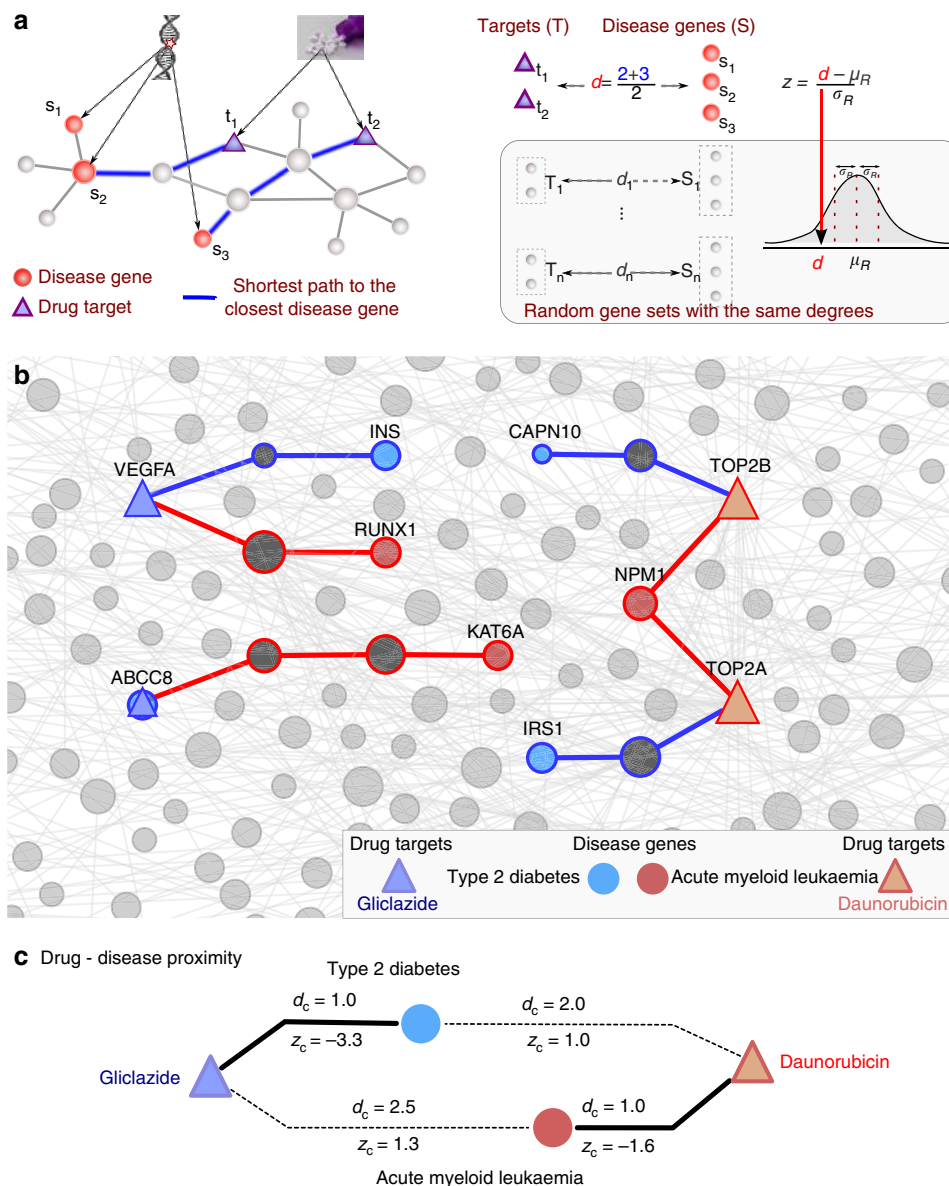 a
s1
s2
s3
t1
t2
Disease gene
Drug target
Shortest path to the
closest disease gene
Targets (T)
Disease genes (S)
t1
t2
d= 2+3
2
s1
s2
s3
z = d − μR
σR
T1
d1
S1
⋮
Tn
dn
Sn
σR σR
d
μR
Random gene sets with the same degrees
b
VEGFA
INS
RUNX1
CAPN10
TOP2B
NPM1
KAT6A
ABCC8
TOP2A
IRS1
Drug targets
Gliclazide
Disease genes
Type 2 diabetes
Acute myeloid leukaemia
Drug targets
Daunorubicin
c Drug - disease proximity
Type 2 diabetes
dc = 1.0
zc = –3.3
dc = 2.0
zc = 1.0
Gliclazide
Daunorubicin
dc = 2.5
zc = 1.3
dc = 1.0
zc = –1.6
Acute myeloid leukaemia